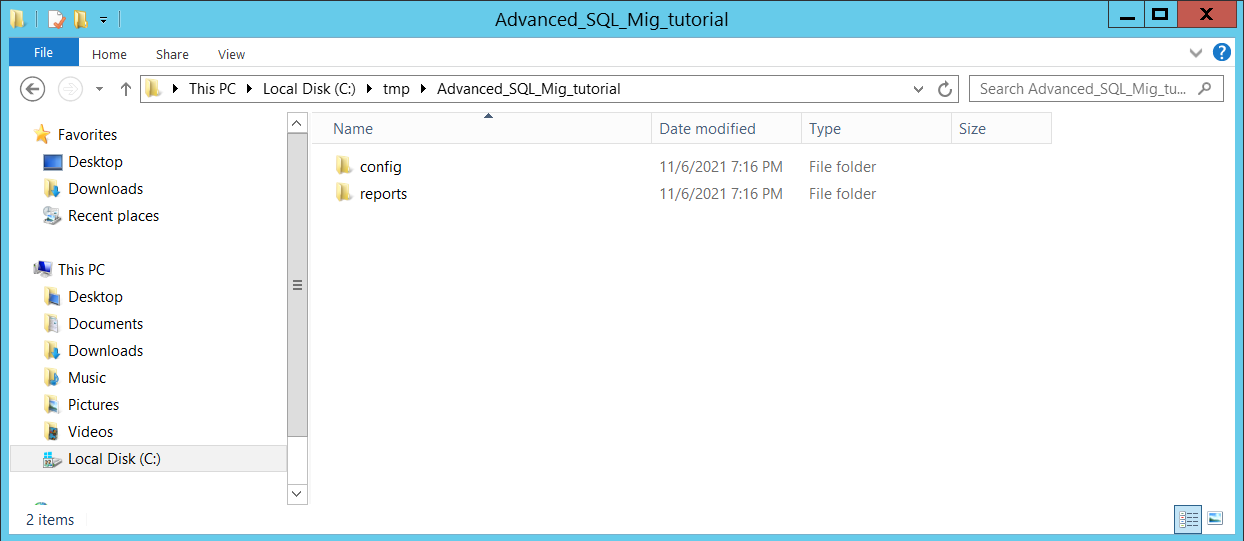 Advanced_SQL_Mig_tutorial
File Home Share View
This PC Local Disk (C:) tmp Advanced_SQL_Mig_tutorial
Search Advanced_SQL_Mig_tu...
Name Date modified Type Size
config 11/6/2021 7:16 PM File folder
reports 11/6/2021 7:16 PM File folder
Favorites
Desktop
Downloads
Recent places
This PC
Desktop
Documents
Downloads
Music
Pictures
Videos
Local Disk (C:)
2 items